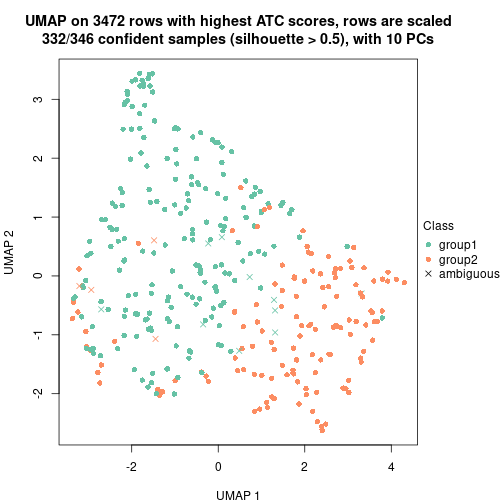 UMAP on 3472 rows with highest ATC scores, rows are scaled
332/346 confident samples (silhouette > 0.5), with 10 PCs
3
2
1
0
-1
-2
UMAP 2
-2
0
2
4
UMAP 1
Class
group1
group2
ambiguous